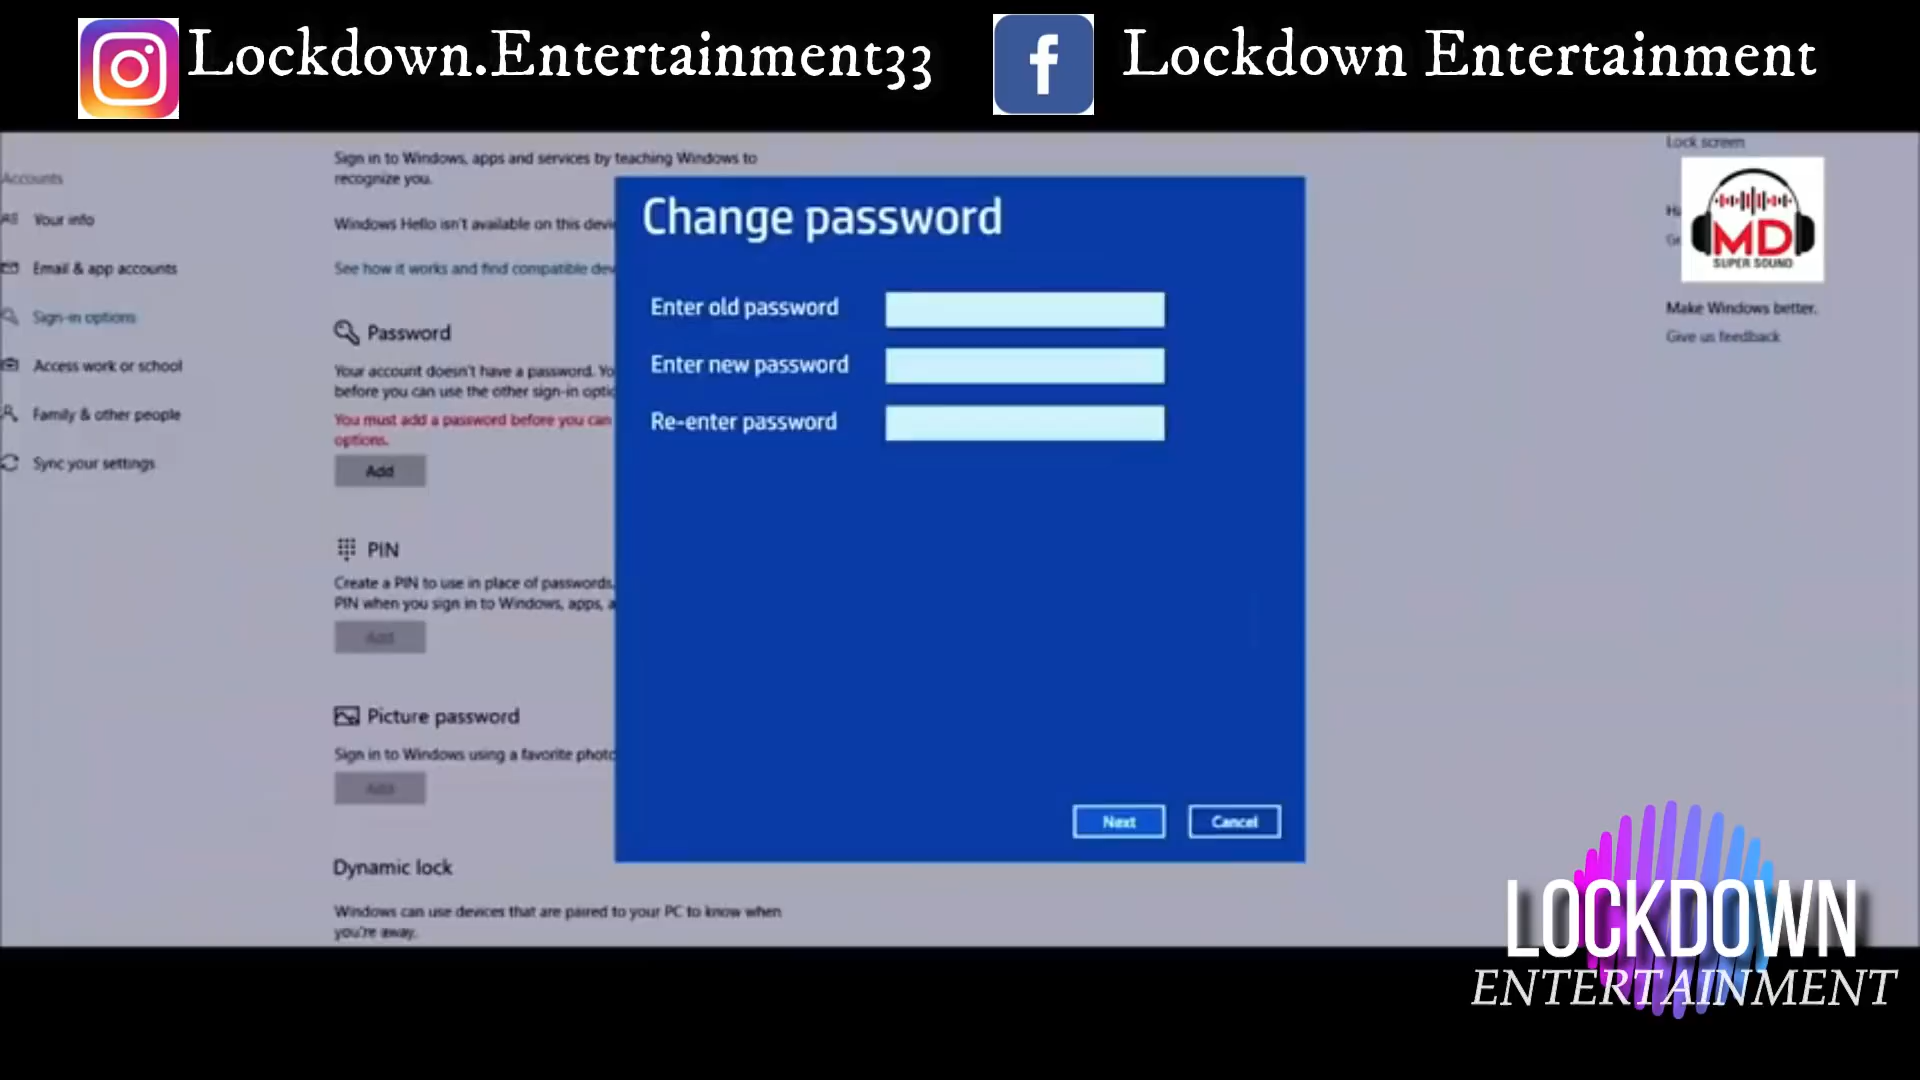 Lockdown.Entertainment33
Lockdown Entertainment
Accounts
Your info
Email & app accounts
Sign-in options
Access work or school
Family & other people
Sync your settings
Sign in to Windows, apps and services by teaching Windows to
recognize you.
Windows Hello isn't available on this devi
See how it works and find compatible dev
Password
Your account doesn't have a password. Yo
before you can use the other sign-in optio
You must add a password before you can
options.
Add
PIN
Create a PIN to use in place of passwords.
PIN when you sign in to Windows, apps, a
Add
Picture password
Sign in to Windows using a favorite photo
Add
Dynamic lock
Windows can use devices that are paired to your PC to know when
you're away.
Change password
Enter old password
Enter new password
Re-enter password
Next
Cancel
Lock screen
MD
SUPER SOUND
Make Windows better.
Give us feedback
LOCKDOWN
ENTERTAINMENT